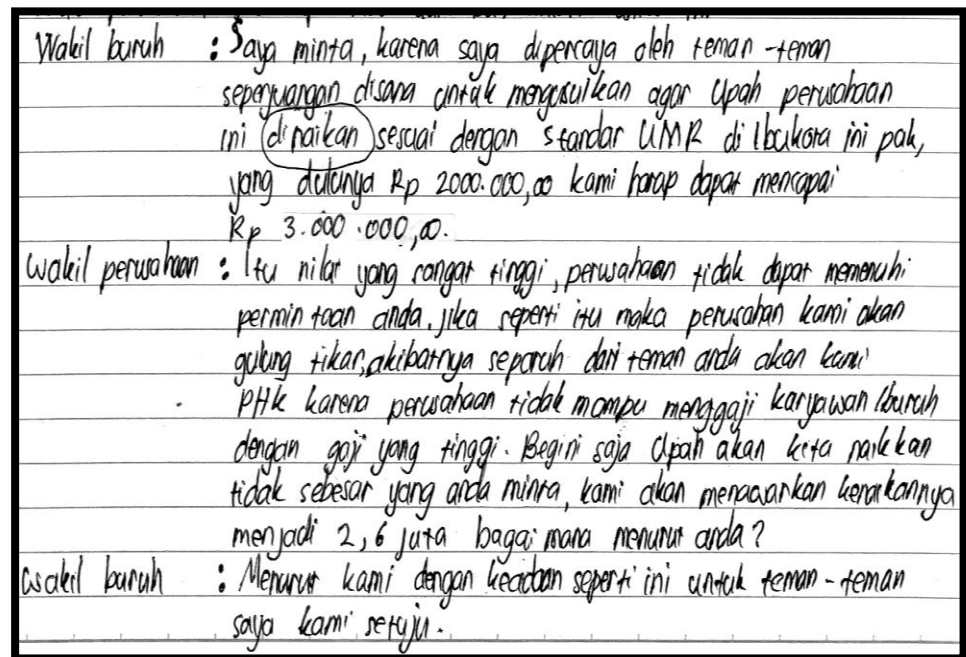 Wakil buruh : Saya minta, karena saya dipercaya oleh teman-teman
seperjuangan disana untuk mengusulkan agar Upah perusahaan
ini dinaikan sesuai dengan standar UMR di Ibukota ini pak,
yang dulunya Rp 2000.000,00 kami harap dapat mencapai
Rp 3.000.000,00.
Wakil perusahaan : Itu nilai yang sangat tinggi, perusahaan tidak dapat memenuhi
permintaan anda. jika seperti itu maka perusahan kami akan
gulung tikar, akibatnya separuh dari teman anda akan kami
PHK karena perusahaan tidak mampu menggaji karyawan/buruh
dengan gaji yang tinggi. Begini saja Upah akan kita naikkan
tidak sebesar yang anda minta, kami akan menawarkan kenaikannya
menjadi 2,6 juta bagaimana menurut anda?
Wakil buruh : Menurut kami dengan keadaan seperti ini untuk teman-teman
saya kami setuju.